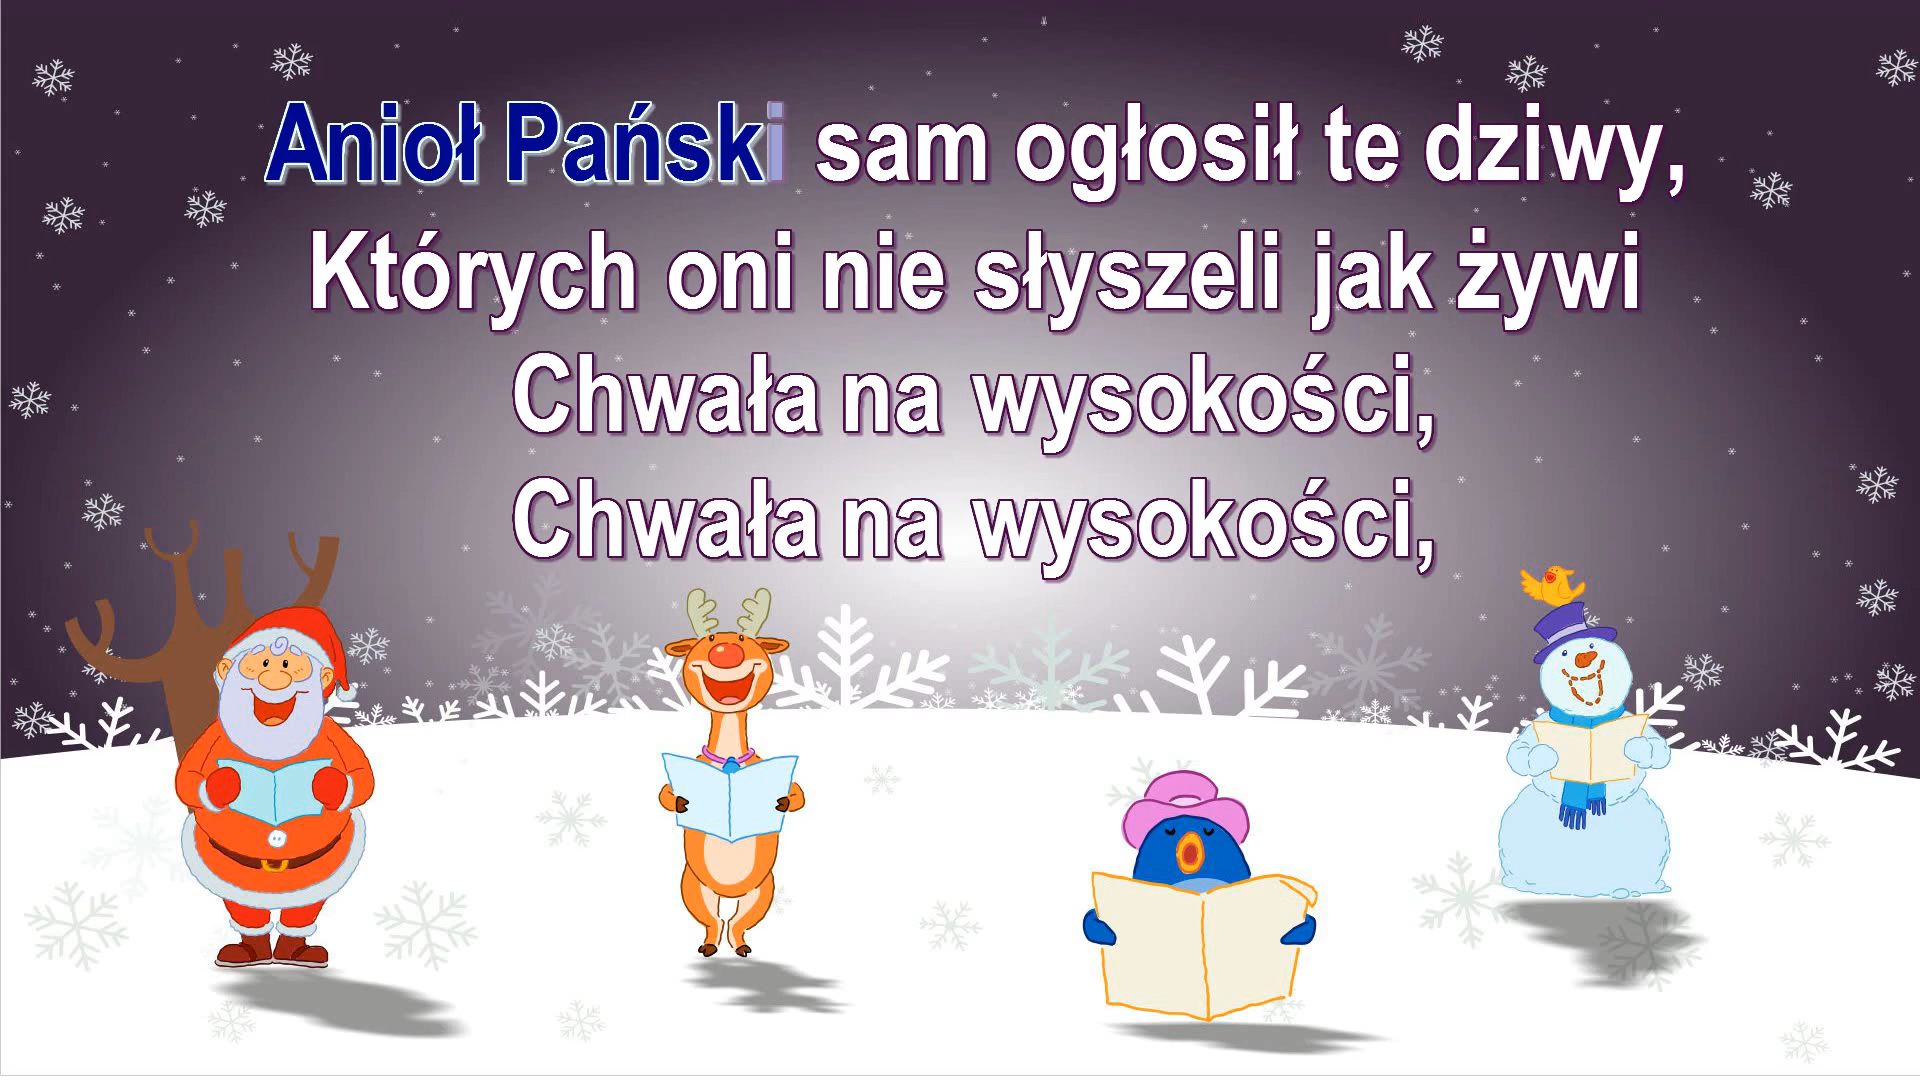 Anioł Pański sam ogłosił te dziwy,
Których oni nie słyszeli jak żywi
Chwała na wysokości,
Chwała na wysokości,